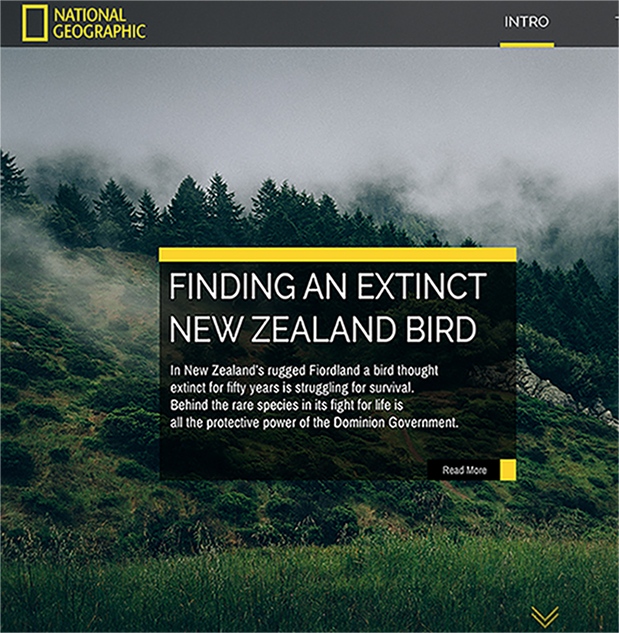 NATIONAL
GEOGRAPHIC
INTRO
FINDING AN EXTINCT
NEW ZEALAND BIRD
In New Zealand's rugged Fiordland a bird thought
extinct for fifty years is struggling for survival.
Behind the rare species in its fight for life is
all the protective power of the Dominion Government.
Read More